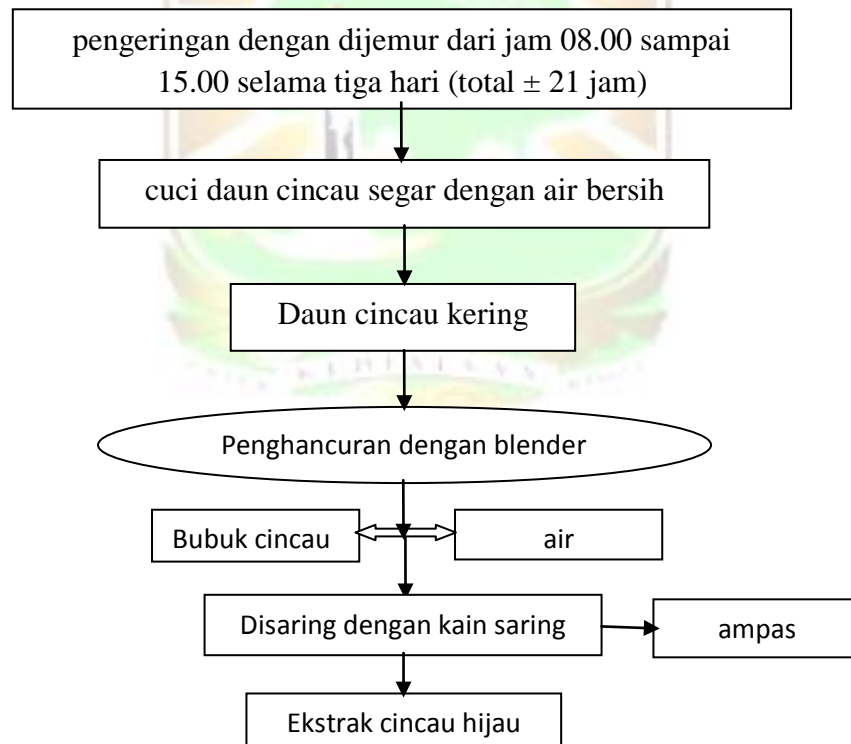 pengeringan dengan dijemur dari jam 08.00 sampai
15.00 selama tiga hari (total ± 21 jam)
cuci daun cincau segar dengan air bersih
Daun cincau kering
KEDJAJAAN
Penghancuran dengan blender
Bubuk cincau
air
Disaring dengan kain saring
ampas
Ekstrak cincau hijau